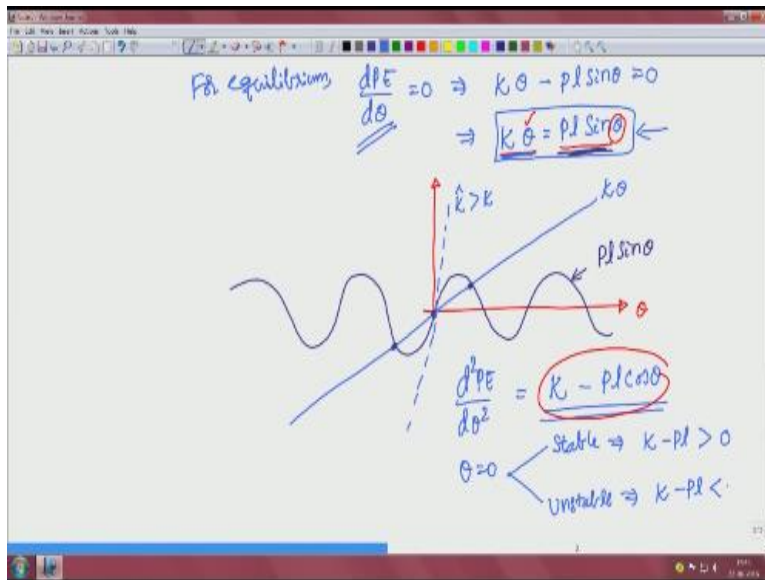 For equilibrium, dPE/dθ = 0 ⇒ Kθ - Pl sinθ = 0
⇒ Kθ = Pl Sinθ ←
K̂ > K
Kθ
Pl Sinθ
θ
d²PE/dθ² = K - Pl cosθ
Stable ⇒ K - Pl > 0
θ=0
Unstable ⇒ K - Pl <